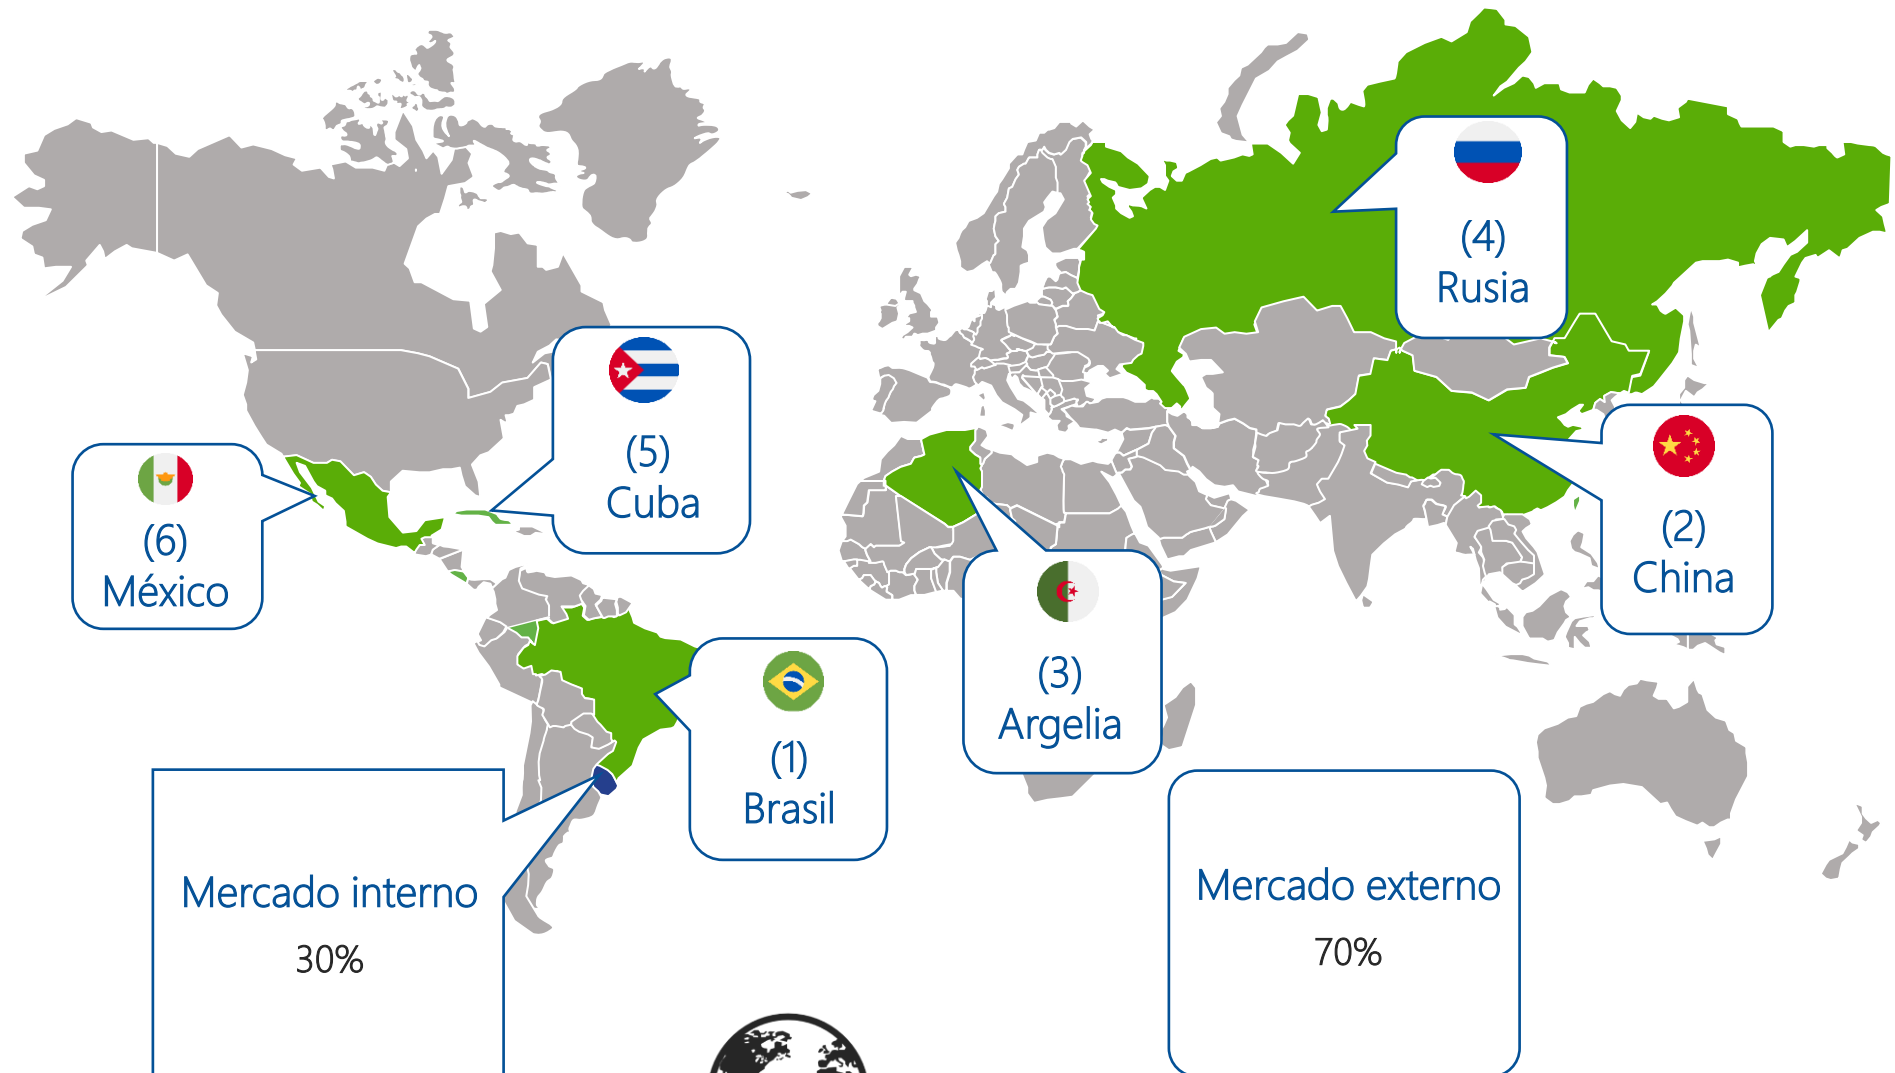 (4)
Rusia
(5)
Cuba
(6)
México
(2)
China
(3)
Argelia
(1)
Brasil
Mercado interno
30%
Mercado externo
70%